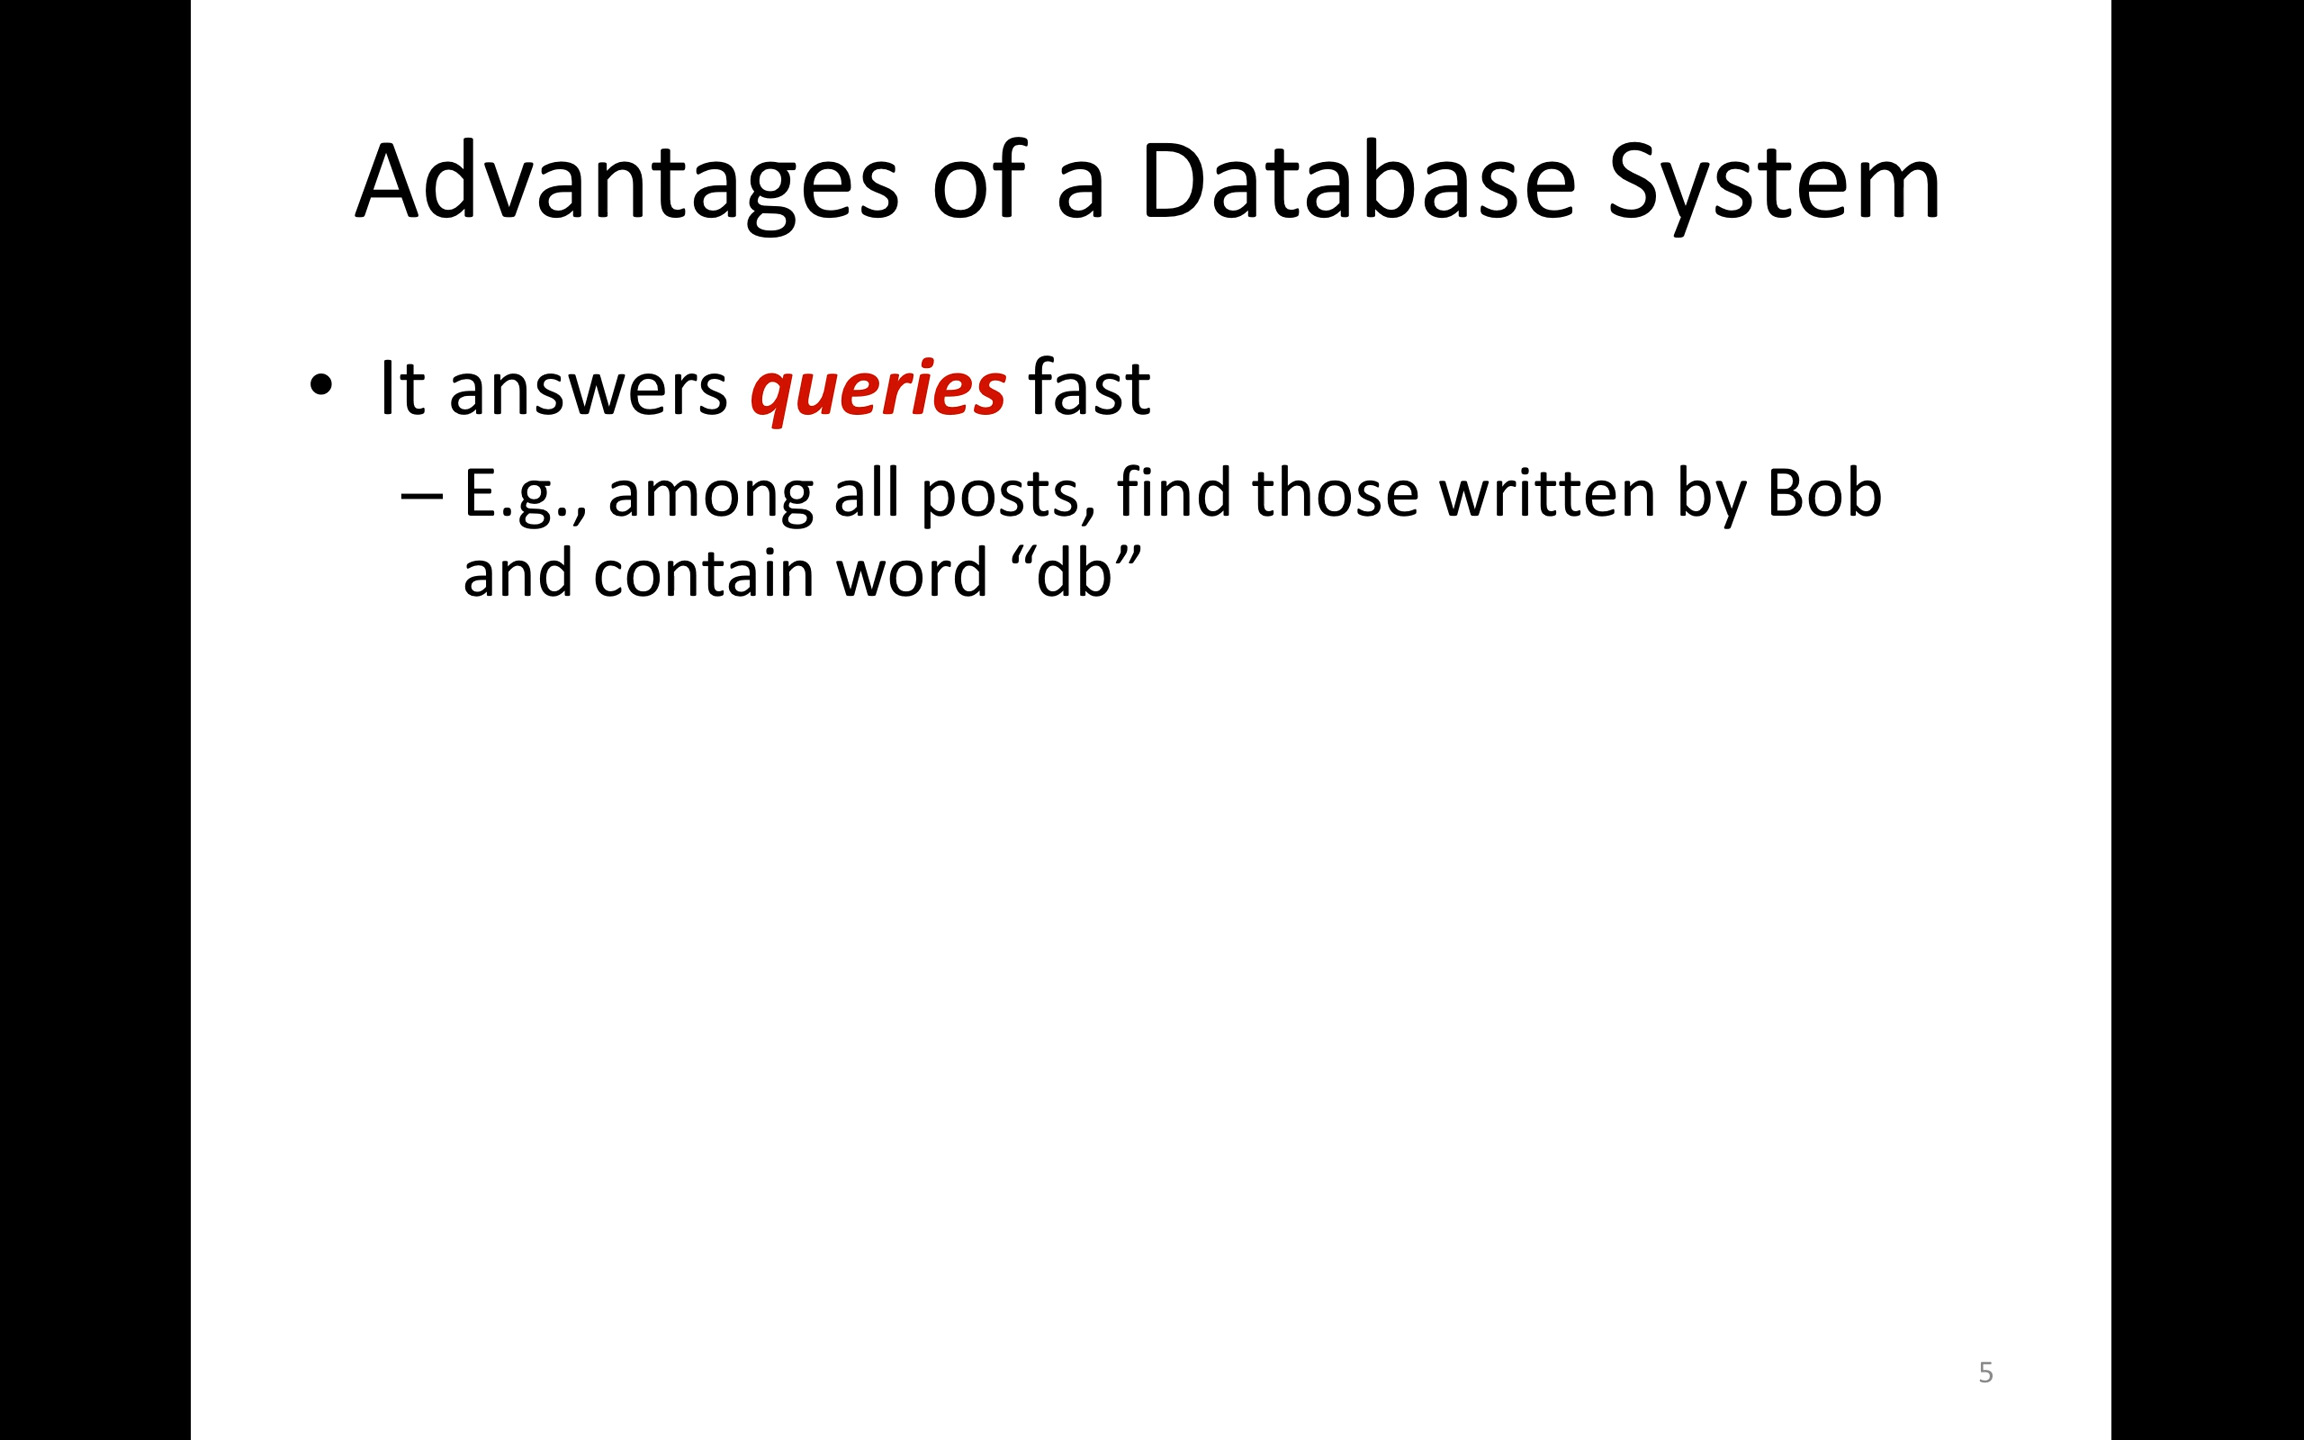 Advantages of a Database System
• It answers queries fast
– E.g., among all posts, find those written by Bob
and contain word “db”
5